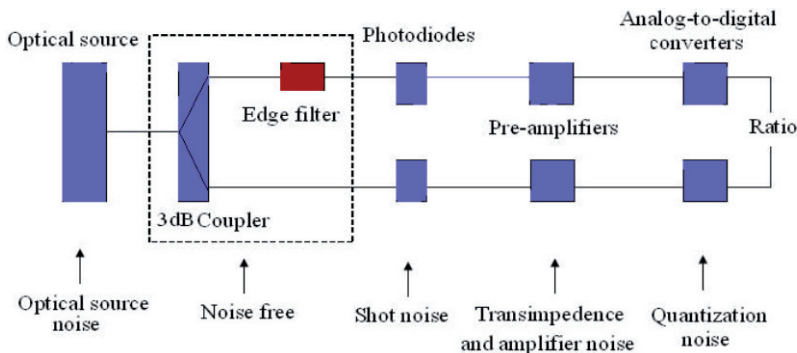 Optical source
Photodiodes
Analog-to-digital
converters
Edge filter
Pre-amplifiers
Ratio
3dB Coupler
Optical source
noise
Noise free
Shot noise
Transimpedence
and amplifier noise
Quantization
noise